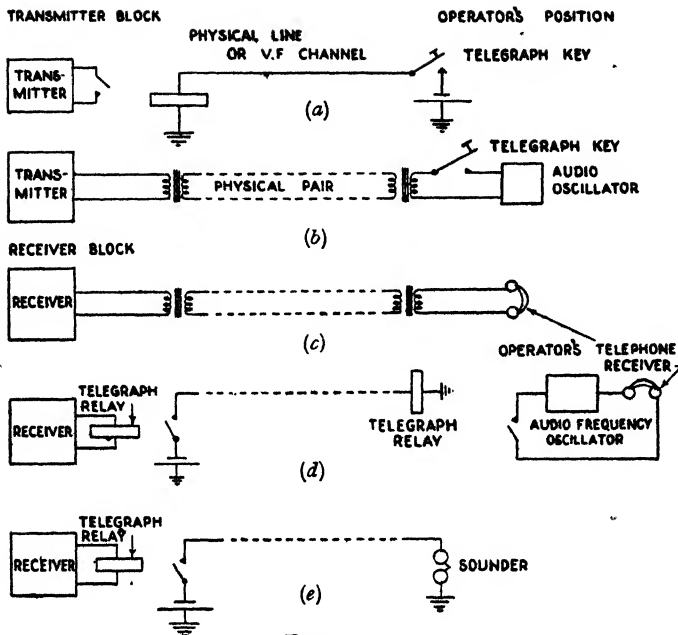 TRANSMITTER BLOCK
OPERATOR'S POSITION
PHYSICAL LINE
OR V.F CHANNEL
TELEGRAPH KEY
TRANS-
MITTER
(a)
TELEGRAPH KEY
TRANS-
MITTER
PHYSICAL PAIR
AUDIO
OSCILLATOR
(b)
RECEIVER BLOCK
RECEIVER
(c)
OPERATOR'S TELEPHONE
RECEIVER
TELEGRAPH
RELAY
RECEIVER
TELEGRAPH
RELAY
AUDIO FREQUENCY
OSCILLATOR
(d)
TELEGRAPH
RELAY
RECEIVER
SOUNDER
(e)